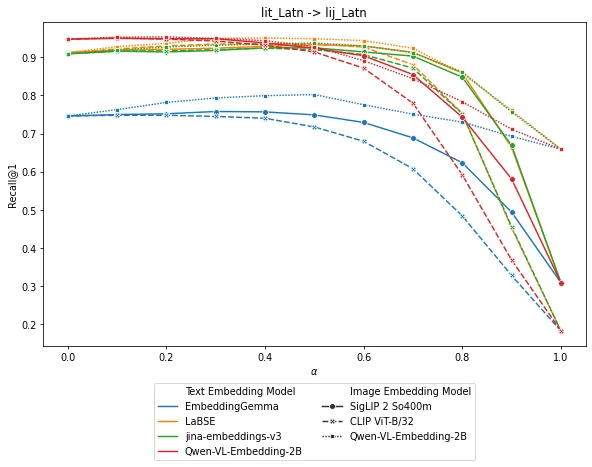 lit_Latn -> lij_Latn
Recall@1
0.9
0.8
0.7
0.6
0.5
0.4
0.3
0.2
0.0 0.2 0.4 0.6 0.8 1.0
α
Text Embedding Model
EmbeddingGemma
LaBSE
jina-embeddings-v3
Qwen-VL-Embedding-2B
Image Embedding Model
SigLIP 2 So400m
CLIP ViT-B/32
Qwen-VL-Embedding-2B